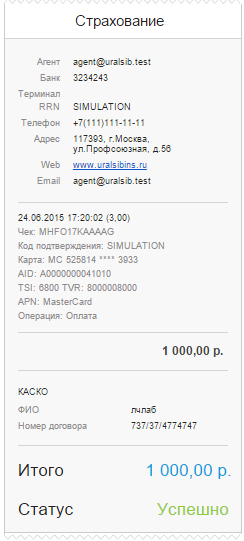 Страхование
Агент agent@uralsib.test
Банк 3234243
Терминал
RRN SIMULATION
Телефон +7(111)111-11-11
Адрес 117393, г.Москва,
ул.Профсоюзная, д.56
Web www.uralsibins.ru
Email agent@uralsib.test
24.06.2015 17:20:02 (3,00)
Чек: MHFO17KAAAAG
Код подтверждения: SIMULATION
Карта: MC 525814 **** 3933
AID: A0000000041010
TSI: 6800 TVR: 8000008000
APN: MasterCard
Операция: Оплата
1 000,00 р.
КАСКО
ФИО лчлаб
Номер договора 737/37/4774747
Итого 1 000,00 р.
Статус Успешно